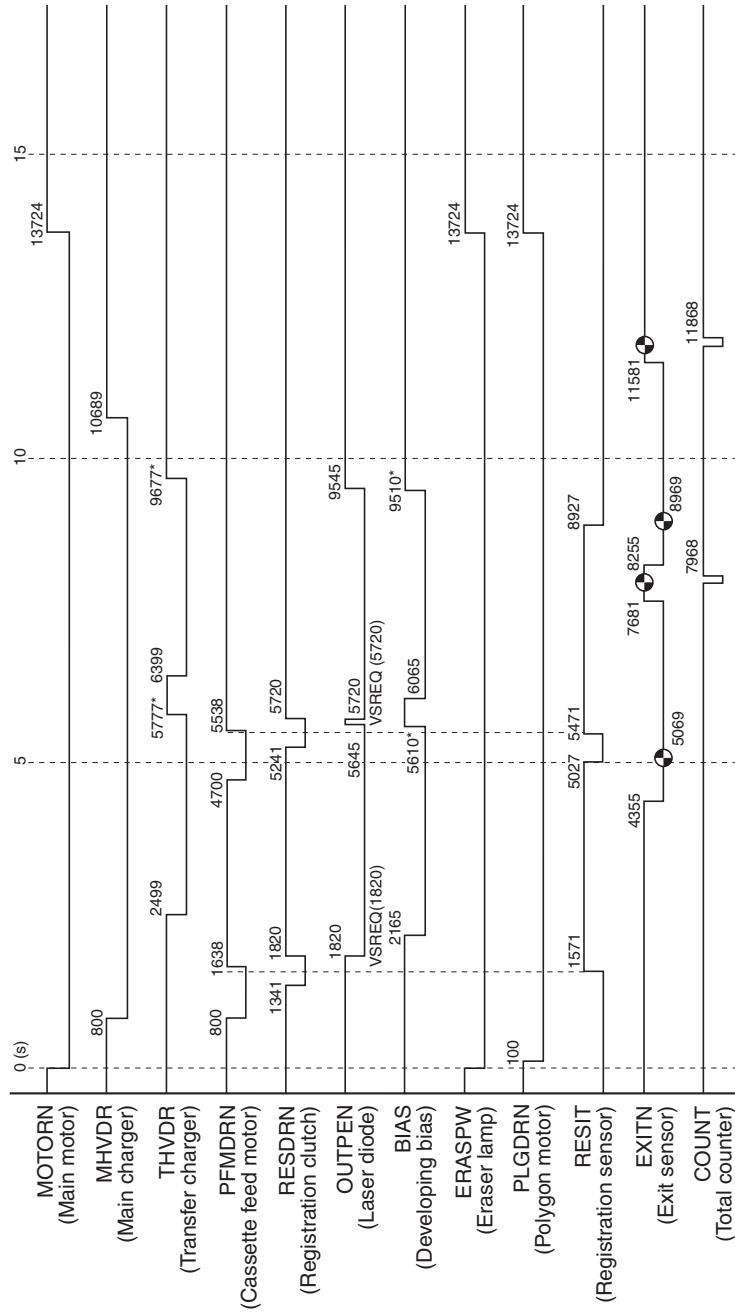 0 (s)
5
10
15
MOTORN
(Main motor)
13724
MHVDR
(Main charger)
800
10689
THVDR
(Transfer charger)
2499
5777*
6399
9677*
PFMDRN
(Cassette feed motor)
800
1638
4700
5538
RESDRN
(Registration clutch)
1341
1820
5241
5720
OUTPEN
(Laser diode)
1820
VSREQ(1820)
5645
5720
VSREQ (5720)
9545
BIAS
(Developing bias)
2165
5610*
6065
9510*
ERASPW
(Eraser lamp)
13724
PLGDRN
(Polygon motor)
100
13724
RESIT
(Registration sensor)
1571
5027
5471
8927
EXITN
(Exit sensor)
4355
5069
7681
8255
8969
11581
COUNT
(Total counter)
7968
11868